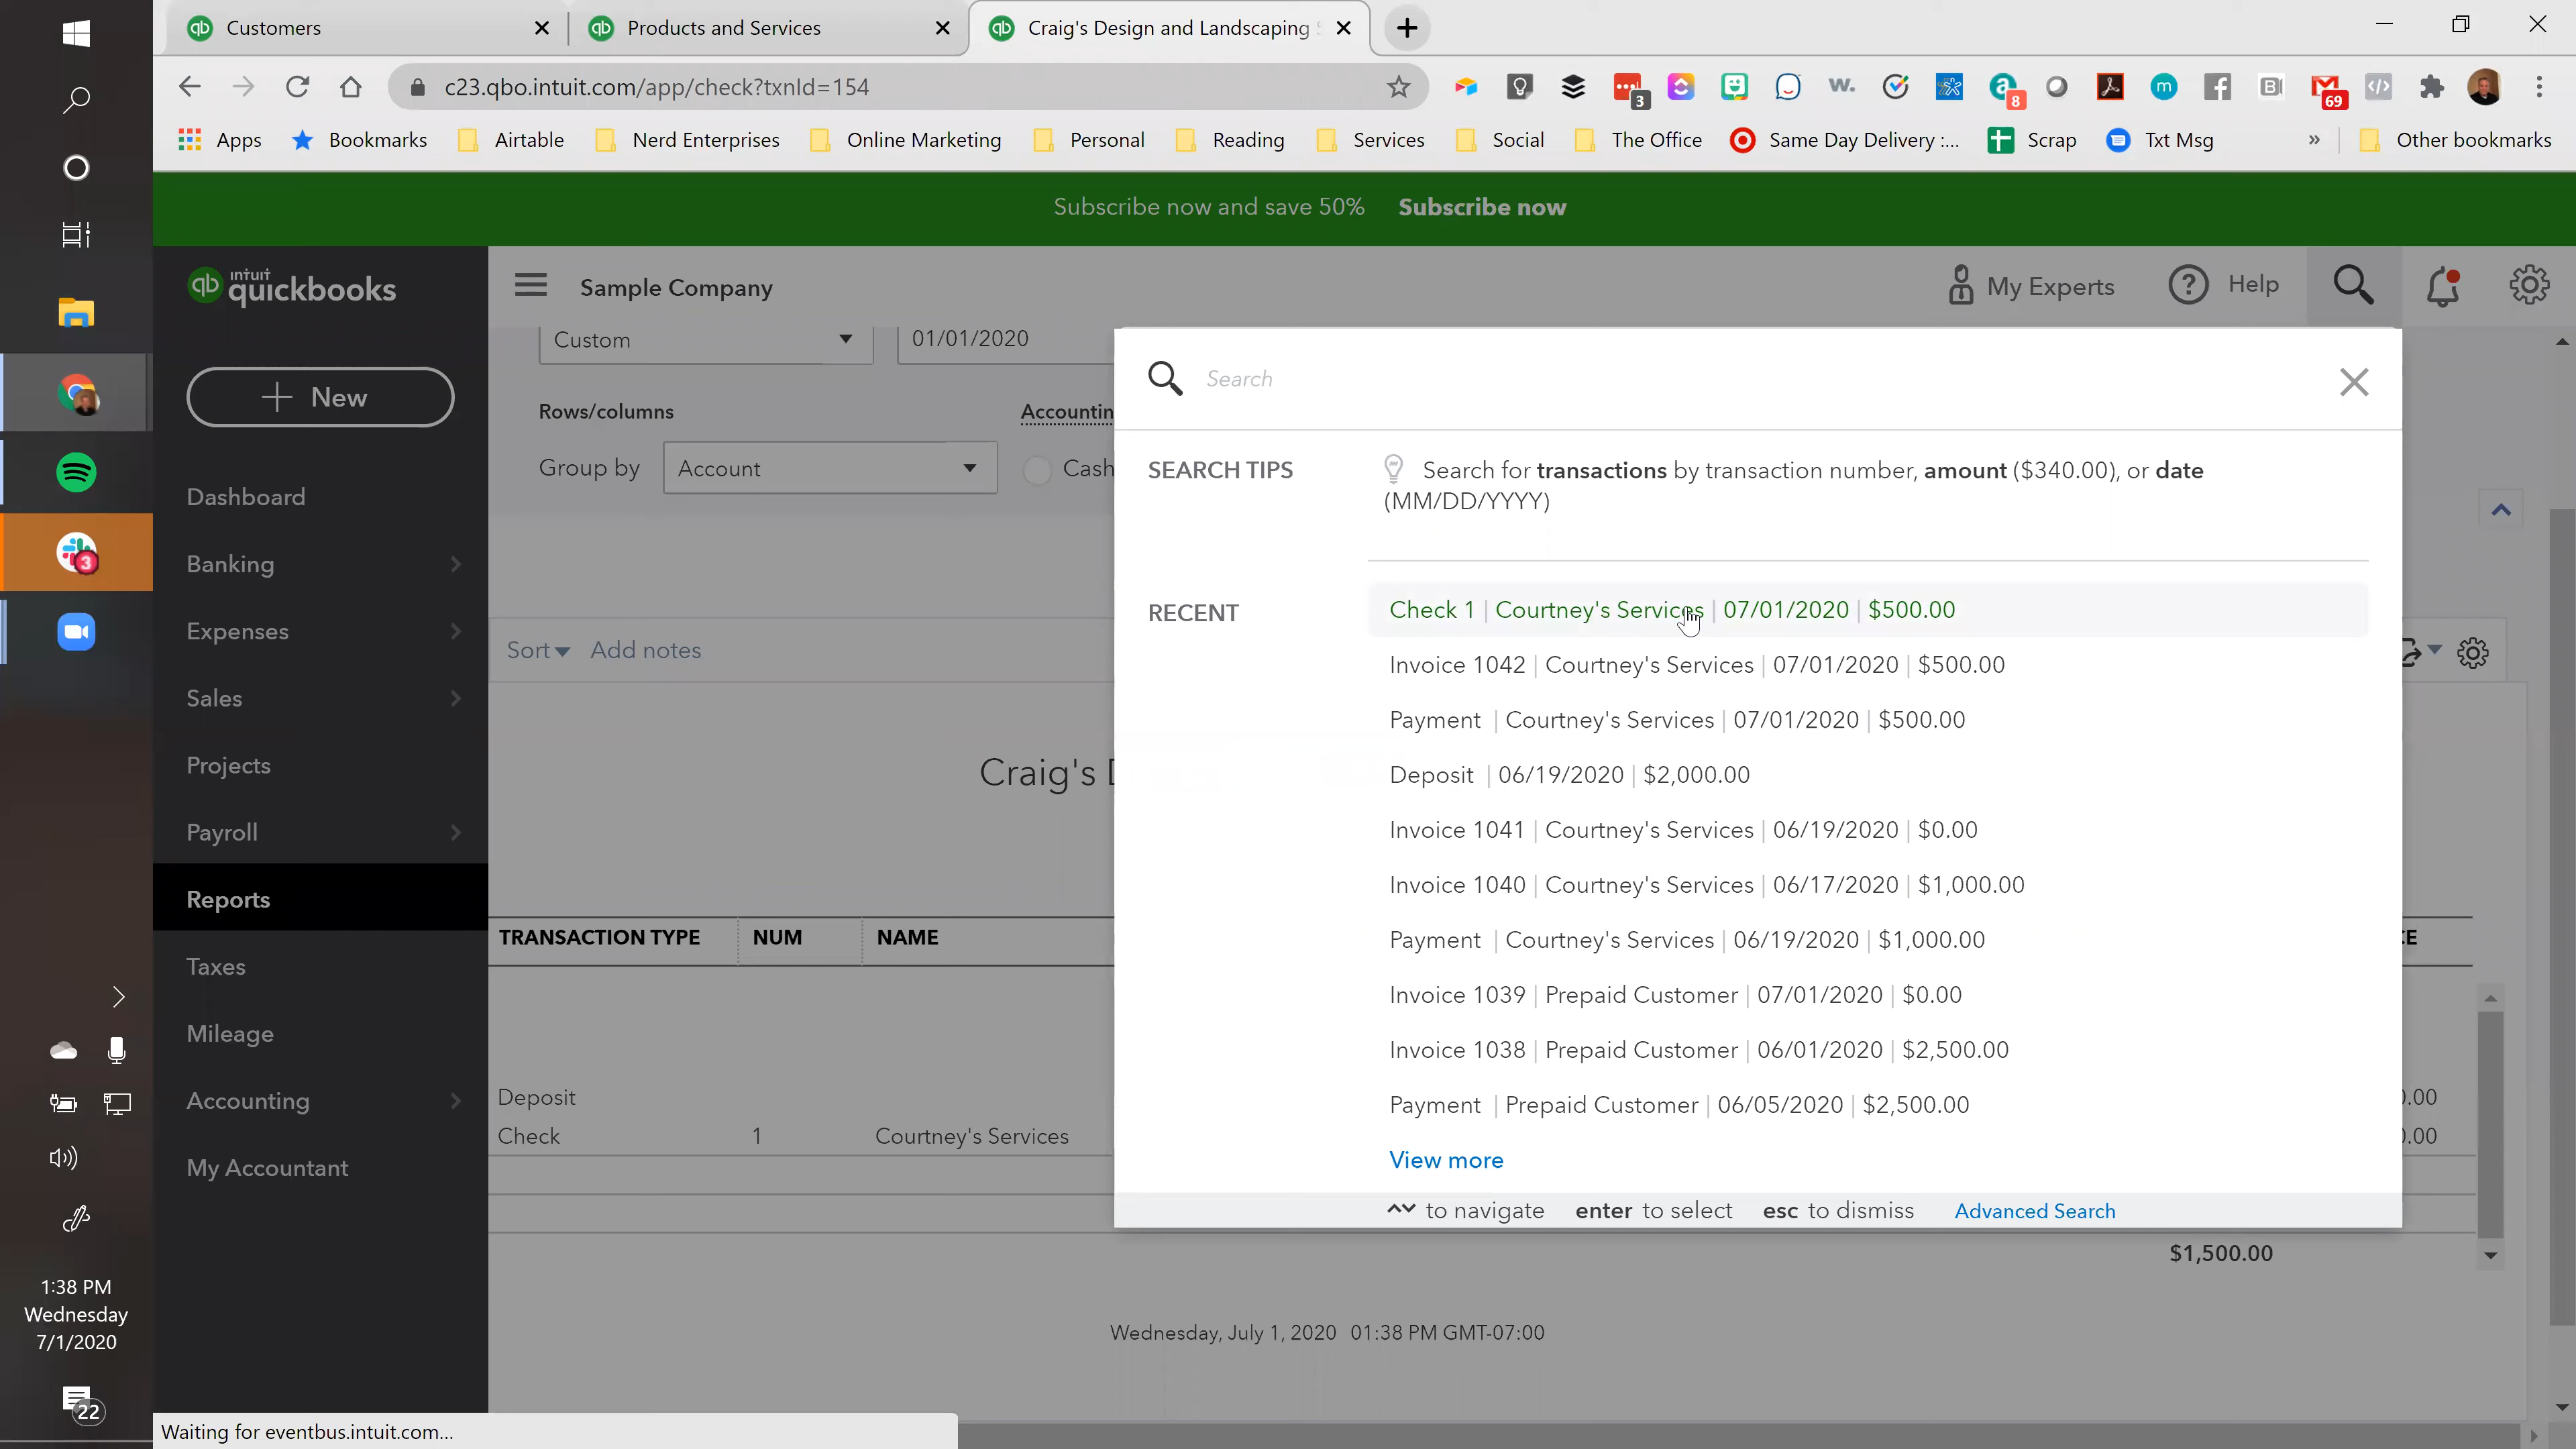 Customers
Products and Services
Craig's Design and Landscaping S
c23.qbo.intuit.com/app/check?txnId=154
3
w.
a
8
m
B
69
Apps
Bookmarks
Airtable
Nerd Enterprises
Online Marketing
Personal
Reading
Services
Social
The Office
Same Day Delivery :...
Scrap
Txt Msg
»
Other bookmarks
Subscribe now and save 50% Subscribe now
qb intuit quickbooks
Sample Company
My Experts
? Help
New
Dashboard
Banking
Expenses
Sales
Projects
Payroll
Reports
Taxes
Mileage
Accounting
My Accountant
3
1:38 PM
Wednesday
7/1/2020
22
Custom
01/01/2020
Rows/columns
Accountin
Group by
Account
Cash
Sort
Add notes
Craig's D
TRANSACTION TYPE
NUM
NAME
CE
Deposit
.00
Check 1 Courtney's Services
.00
$1,500.00
Wednesday, July 1, 2020 01:38 PM GMT-07:00
Search
SEARCH TIPS
Search for transactions by transaction number, amount ($340.00), or date
(MM/DD/YYYY)
RECENT
Check 1 | Courtney's Services | 07/01/2020 | $500.00
Invoice 1042 | Courtney's Services | 07/01/2020 | $500.00
Payment | Courtney's Services | 07/01/2020 | $500.00
Deposit | 06/19/2020 | $2,000.00
Invoice 1041 | Courtney's Services | 06/19/2020 | $0.00
Invoice 1040 | Courtney's Services | 06/17/2020 | $1,000.00
Payment | Courtney's Services | 06/19/2020 | $1,000.00
Invoice 1039 | Prepaid Customer | 07/01/2020 | $0.00
Invoice 1038 | Prepaid Customer | 06/01/2020 | $2,500.00
Payment | Prepaid Customer | 06/05/2020 | $2,500.00
View more
to navigate enter to select esc to dismiss Advanced Search
Waiting for eventbus.intuit.com...